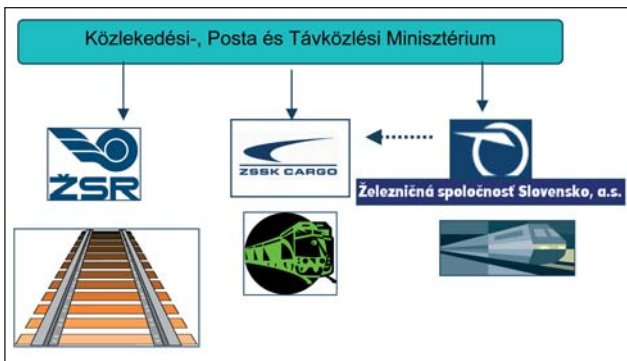 Közlekedési-, Posta és Távközlési Minisztérium
ŽSR
ZSSK CARGO
Železničná spoločnosť Slovensko, a.s.